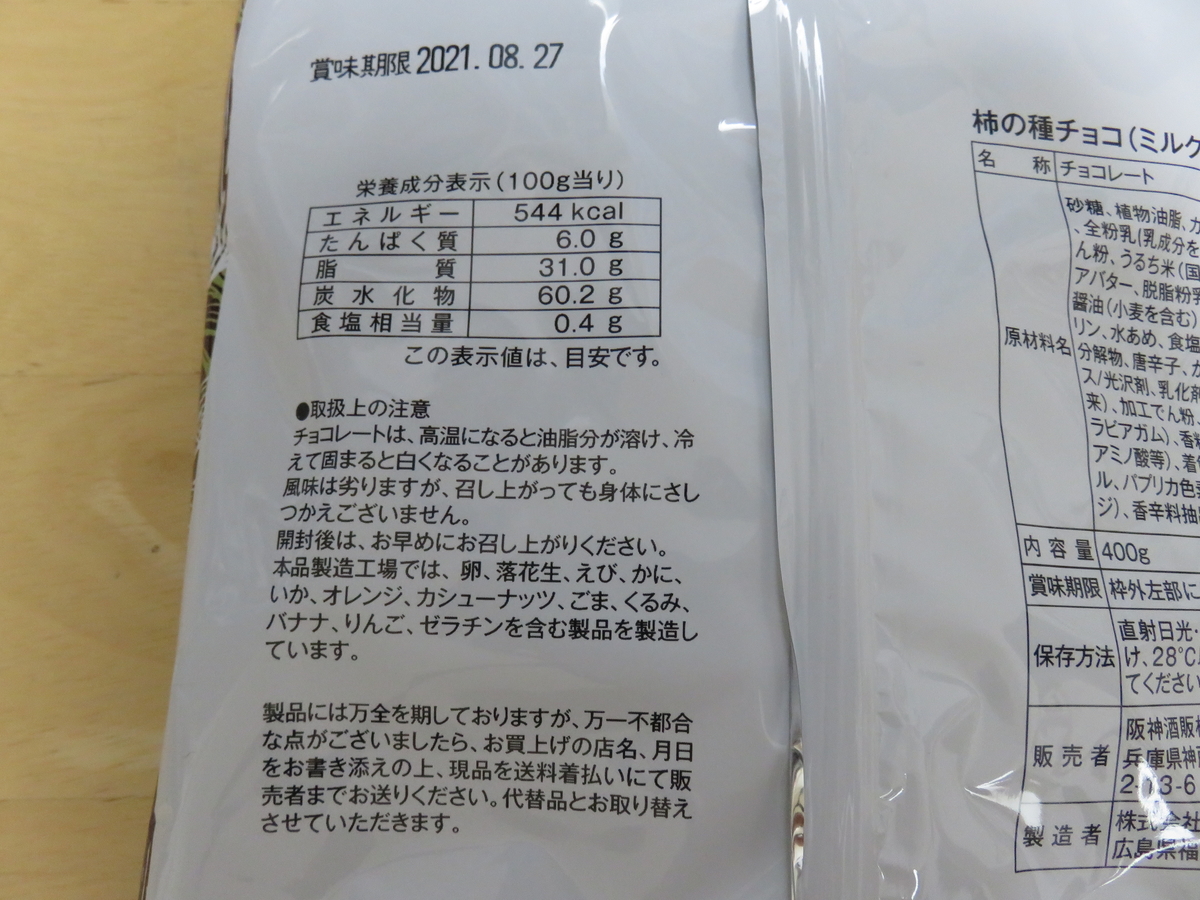 賞味期限 2021.08.27
栄養成分表示(100g当り)
エネルギー 544 kcal
たんぱく質 6.0 g
脂質 31.0 g
炭水化物 60.2 g
食塩相当量 0.4 g
この表示値は、目安です。
●取扱上の注意
チョコレートは、高温になると油脂分が溶け、冷
えて固まると白くなることがあります。
風味は劣りますが、召し上がっても身体にさし
つかえございません。
開封後は、お早めにお召し上がりください。
本品製造工場では、卵、落花生、えび、かに、
いか、オレンジ、カシューナッツ、ごま、くるみ、
バナナ、りんご、ゼラチンを含む製品を製造し
ています。
製品には万全を期しておりますが、万一不都合
な点がございましたら、お買上げの店名、月日
をお書き添えの上、現品を送料着払いにて販
売者までお送りください。代替品とお取り替え
させていただきます。
柿の種チョコ(ミルク
名称 チョコレート
原材料名
砂糖、植物油脂、カ
、全粉乳(乳成分を
ん粉、うるち米(国
アバター、脱脂粉乳
醤油(小麦を含む)
リン、水あめ、食塩
分解物、唐辛子、か
ス/光沢剤、乳化剤
来)、加工でん粉、
ラビアガム)、香料
アミノ酸等)、着
ル、パプリカ色素
ジ)、香辛料抽出
内容量 400g
賞味期限 枠外左部に
保存方法
直射日光・
け、28℃
てください
販売者
阪神酒販株
兵庫県神戸
2-03-6
製造者
株式会社
広島県福